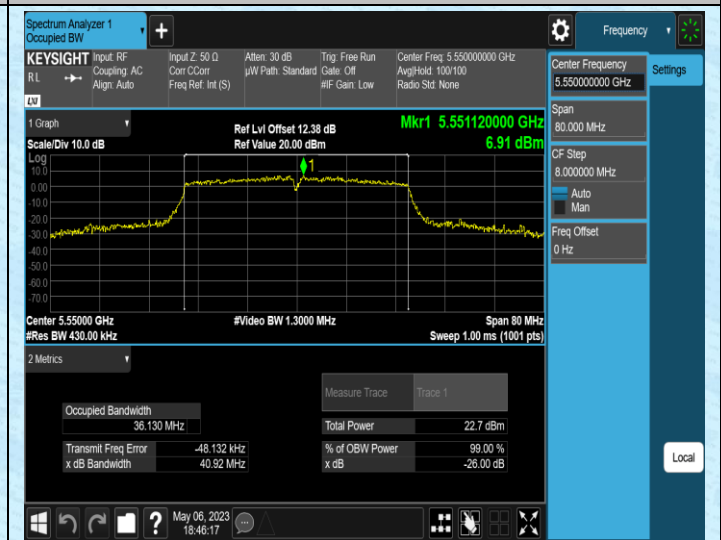 Spectrum Analyzer 1
Occupied BW
+
Frequency
KEYSIGHT
Input: RF
Coupling: AC
Align: Auto
R L
LXI
Input Z: 50 Ω
Corr CCorr
Freq Ref: Int (S)
Atten: 30 dB
µW Path: Standard
Trig: Free Run
Gate: Off
#IF Gain: Low
Center Freq: 5.550000000 GHz
Avg|Hold: 100/100
Radio Std: None
Center Frequency
5.550000000 GHz
Settings
Span
80.000 MHz
CF Step
8.000000 MHz
Auto
Man
Freq Offset
0 Hz
1 Graph
Scale/Div 10.0 dB
Ref Lvl Offset 12.38 dB
Ref Value 20.00 dBm
Mkr1 5.551120000 GHz
6.91 dBm
Log
10.0
0.00
-10.0
-20.0
-30.0
-40.0
-50.0
-60.0
-70.0
1
Center 5.55000 GHz
#Res BW 430.00 kHz
#Video BW 1.3000 MHz
Span 80 MHz
Sweep 1.00 ms (1001 pts)
2 Metrics
Measure Trace Trace 1
Occupied Bandwidth
36.130 MHz
Total Power 22.7 dBm
Transmit Freq Error -48.132 kHz
% of OBW Power 99.00 %
x dB Bandwidth 40.92 MHz
x dB -26.00 dB
Local
?
May 06, 2023
18:46:17